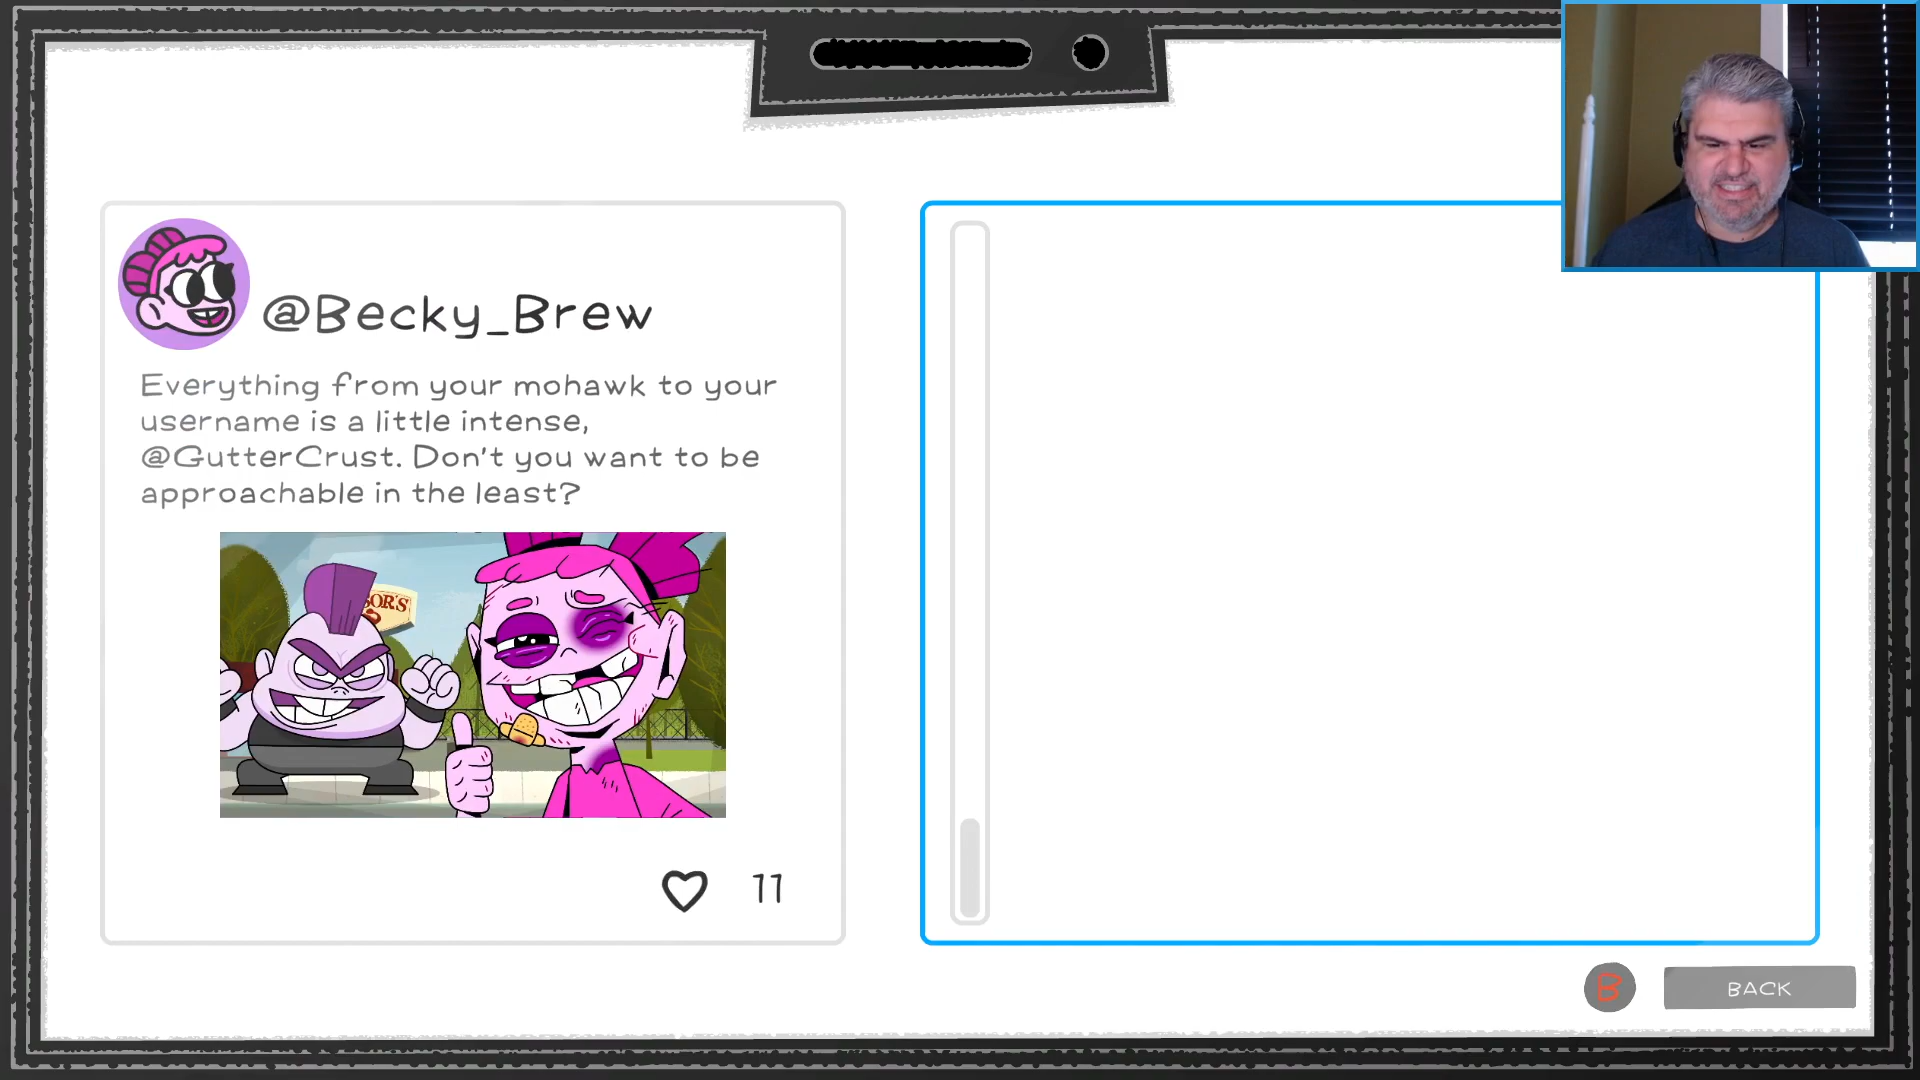 @Becky_Brew
Everything from your mohawk to your
username is a little intense,
@GutterCrust. Don't you want to be
approachable in the least?
SOR'S
11
B
BACK